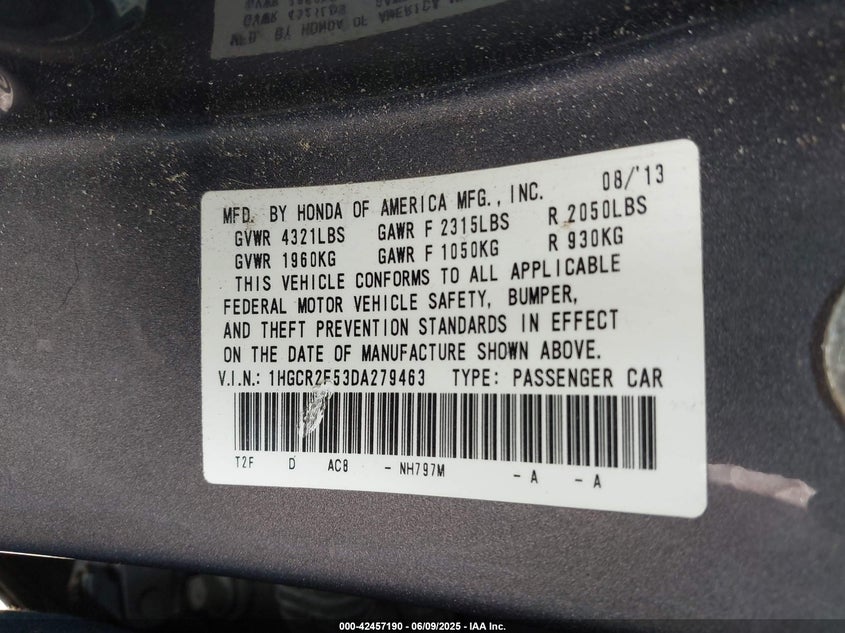 MFD. BY HONDA OF AMERICA MFG., INC. 08/'13
GVWR 4321LBS GAWR F 2315LBS R 2050LBS
GVWR 1960KG GAWR F 1050KG R 930KG
THIS VEHICLE CONFORMS TO ALL APPLICABLE
FEDERAL MOTOR VEHICLE SAFETY, BUMPER,
AND THEFT PREVENTION STANDARDS IN EFFECT
ON THE DATE OF MANUFACTURE SHOWN ABOVE.
V.I.N.: 1HGCR2F53DA279463 TYPE: PASSENGER CAR
T2F D AC8 - NH797M - A - A
000-42457190 - 06/09/2025 - IAA Inc.